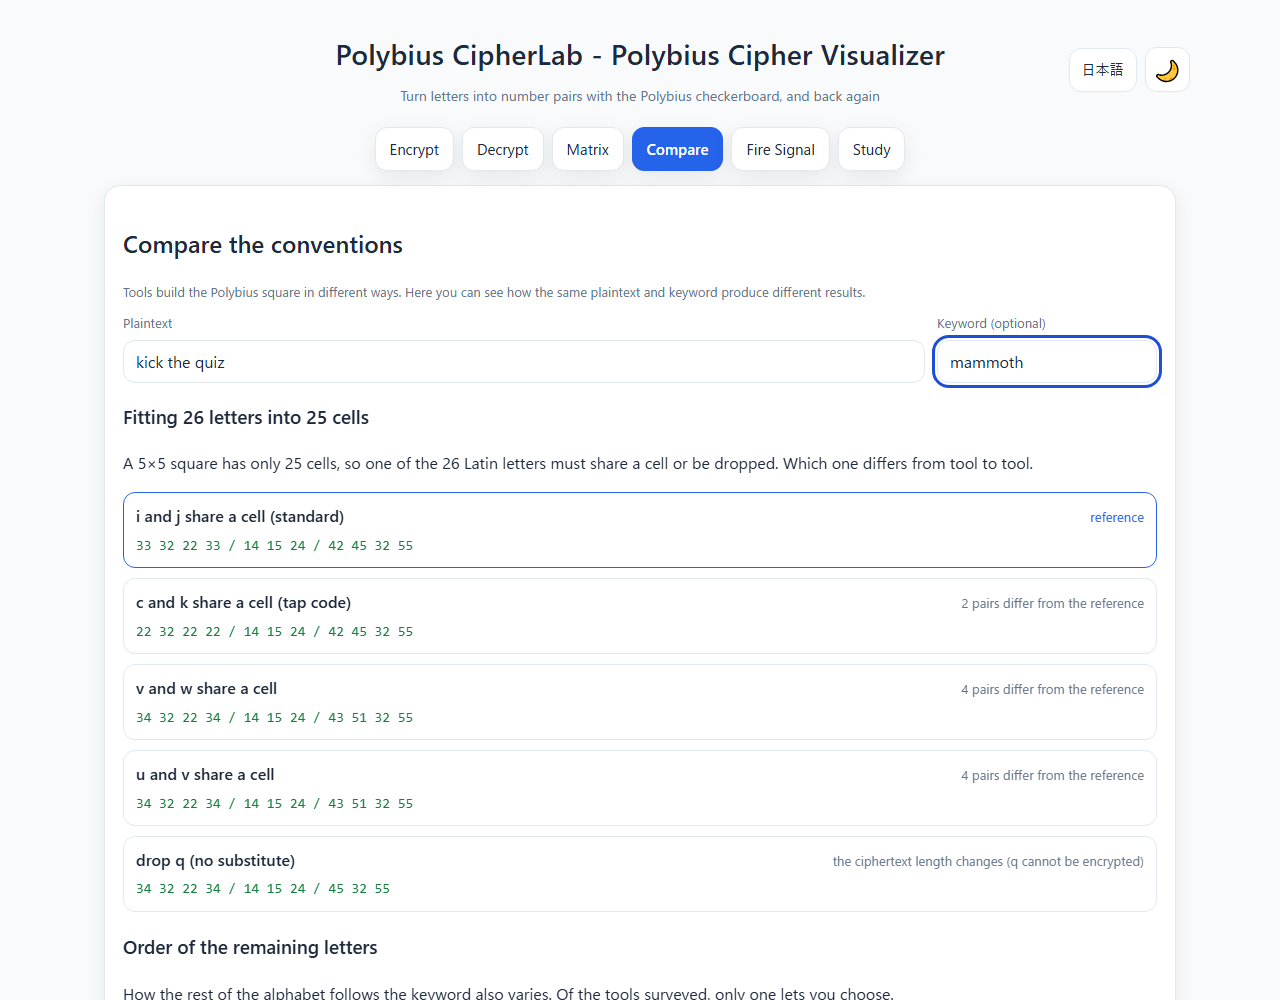 Polybius CipherLab - Polybius Cipher Visualizer
Turn letters into number pairs with the Polybius checkerboard, and back again
日本語
Encrypt Decrypt Matrix Compare Fire Signal Study
Compare the conventions
Tools build the Polybius square in different ways. Here you can see how the same plaintext and keyword produce different results.
Plaintext Keyword (optional)
kick the quiz mammoth
Fitting 26 letters into 25 cells
A 5×5 square has only 25 cells, so one of the 26 Latin letters must share a cell or be dropped. Which one differs from tool to tool.
i and j share a cell (standard) reference
33 32 22 33 / 14 15 24 / 42 45 32 55
c and k share a cell (tap code) 2 pairs differ from the reference
22 32 22 22 / 14 15 24 / 42 45 32 55
v and w share a cell 4 pairs differ from the reference
34 32 22 34 / 14 15 24 / 43 51 32 55
u and v share a cell 4 pairs differ from the reference
34 32 22 34 / 14 15 24 / 43 51 32 55
drop q (no substitute) the ciphertext length changes (q cannot be encrypted)
34 32 22 34 / 14 15 24 / 45 32 55
Order of the remaining letters
How the rest of the alphabet follows the keyword also varies. Of the tools surveyed, only one lets you choose.